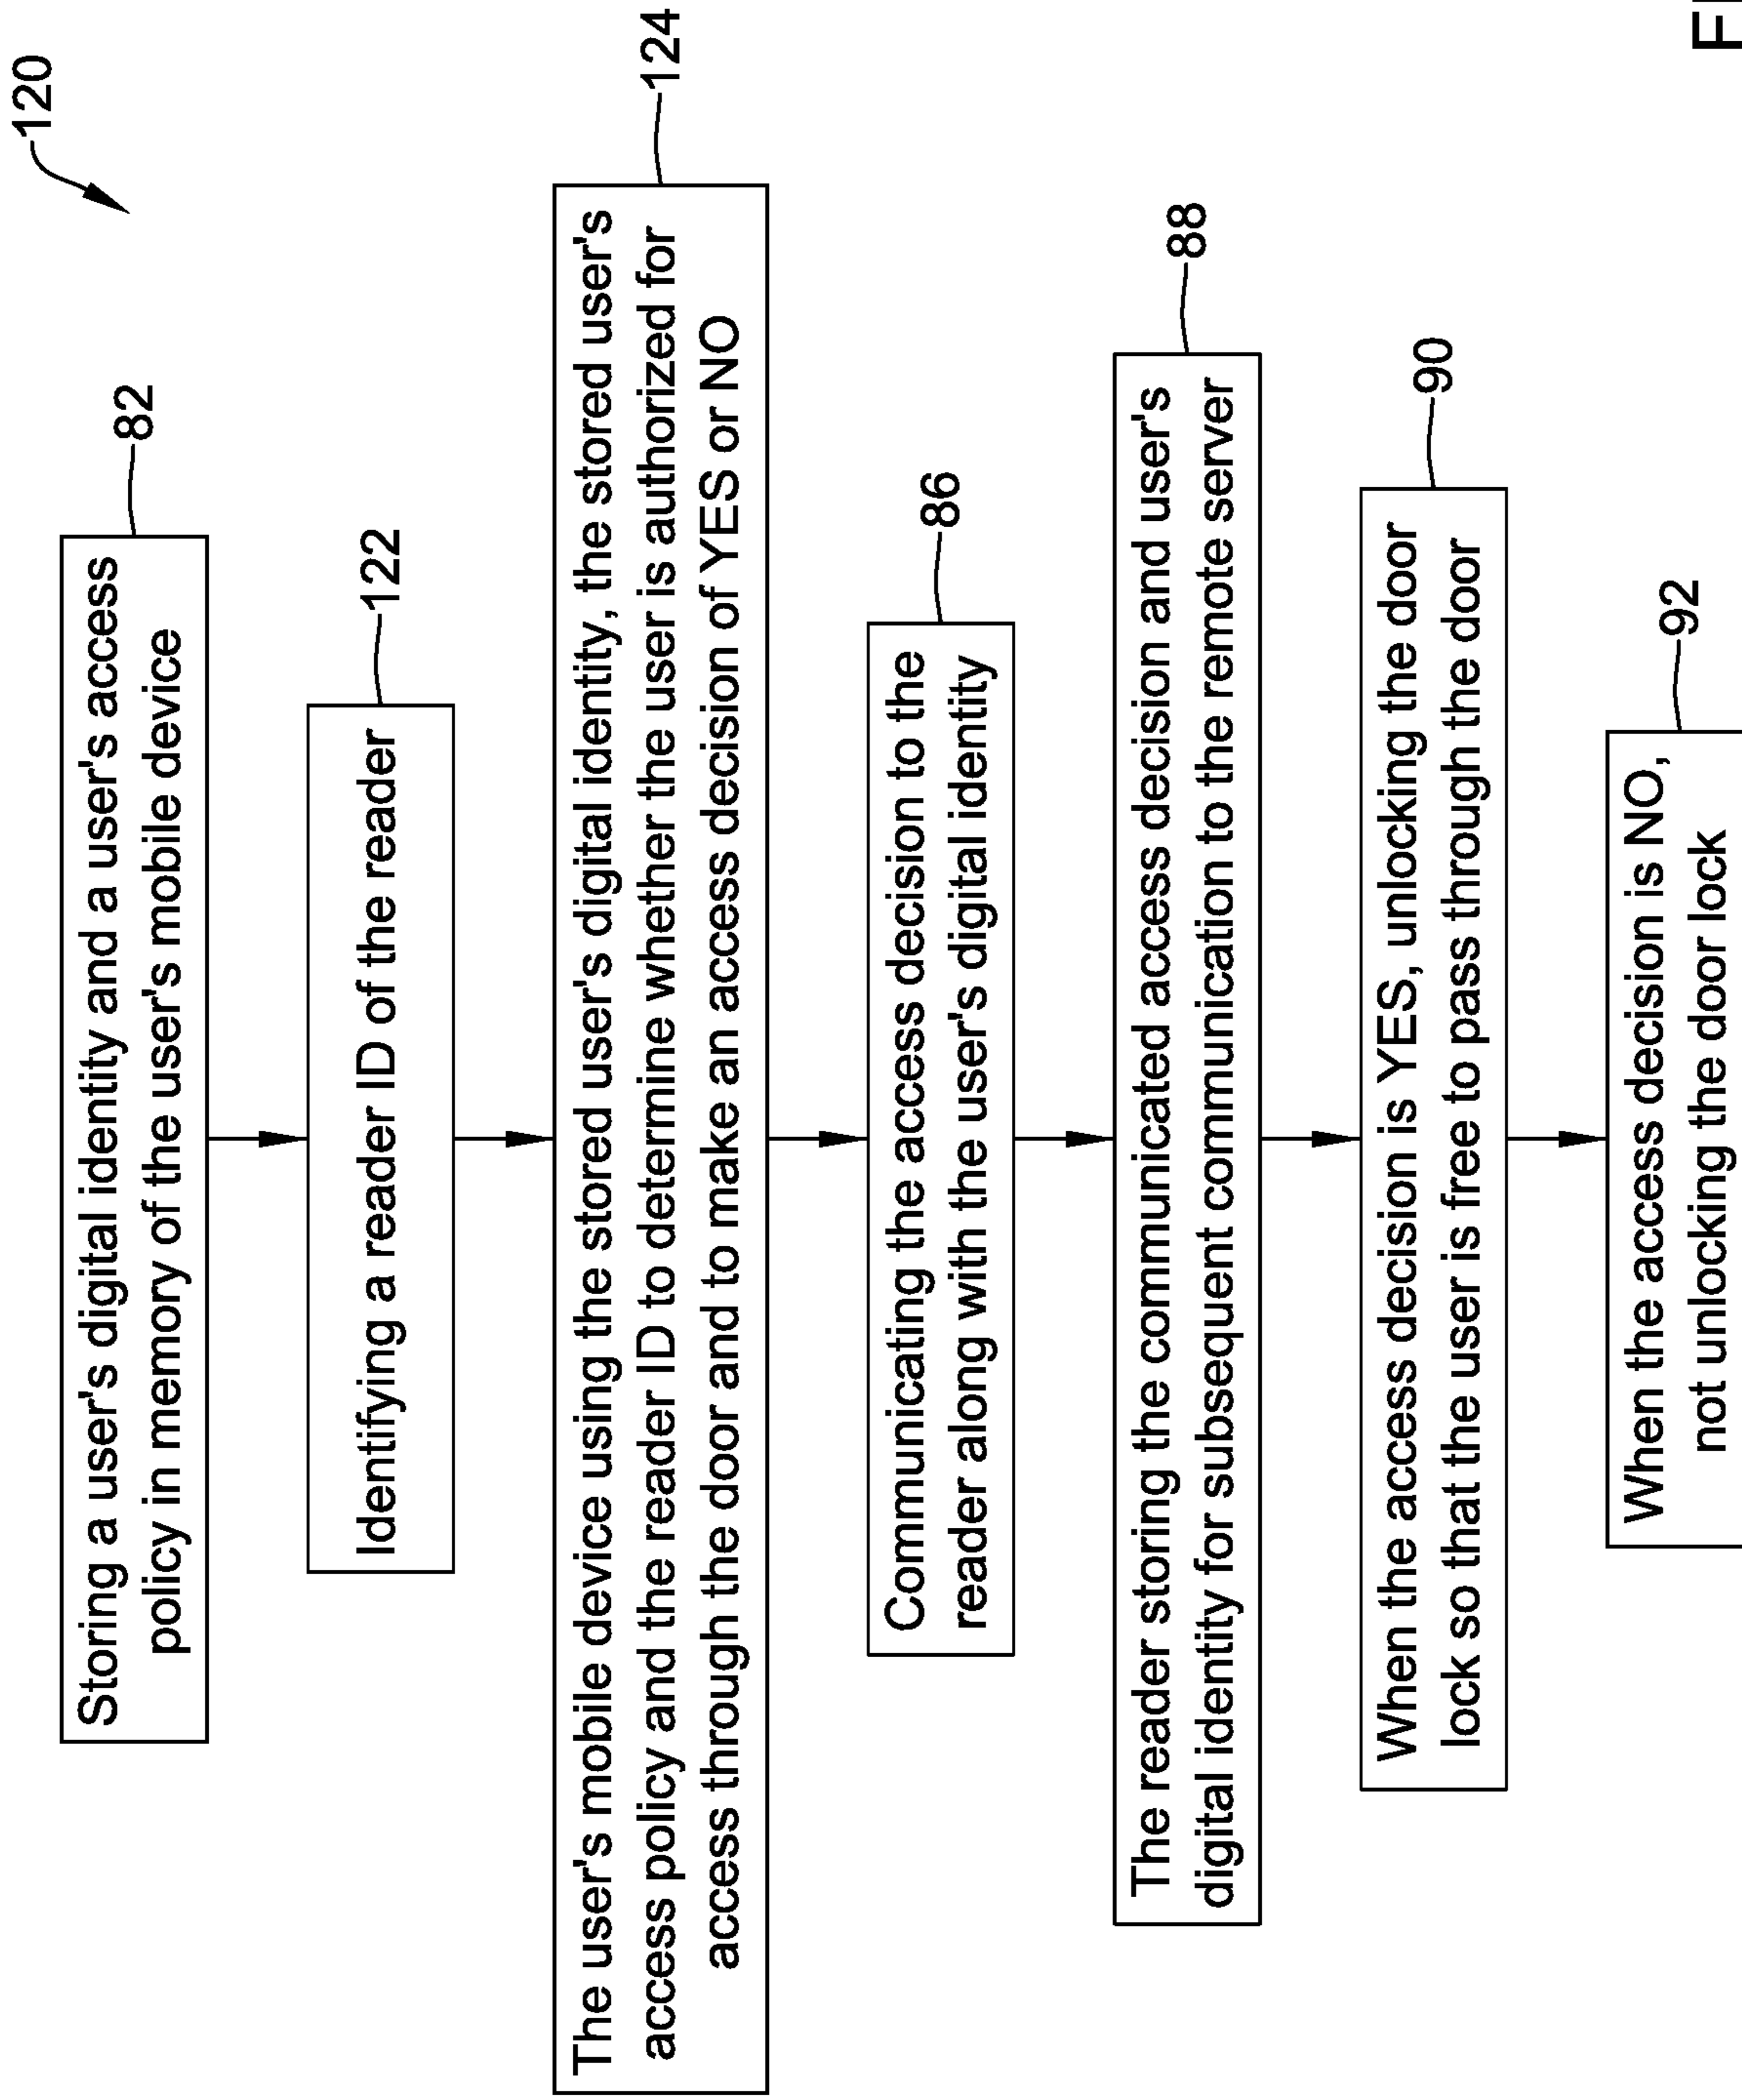 120
Storing a user's digital identity and a user's access
policy in memory of the user's mobile device
82
Identifying a reader ID of the reader
122
The user's mobile device using the stored user's digital identity, the stored user's
access policy and the reader ID to determine whether the user is authorized for
access through the door and to make an access decision of YES or NO
124
Communicating the access decision to the
reader along with the user's digital identity
86
The reader storing the communicated access decision and user's
digital identity for subsequent communication to the remote server
88
When the access decision is YES, unlocking the door
lock so that the user is free to pass through the door
90
When the access decision is NO,
not unlocking the door lock
92